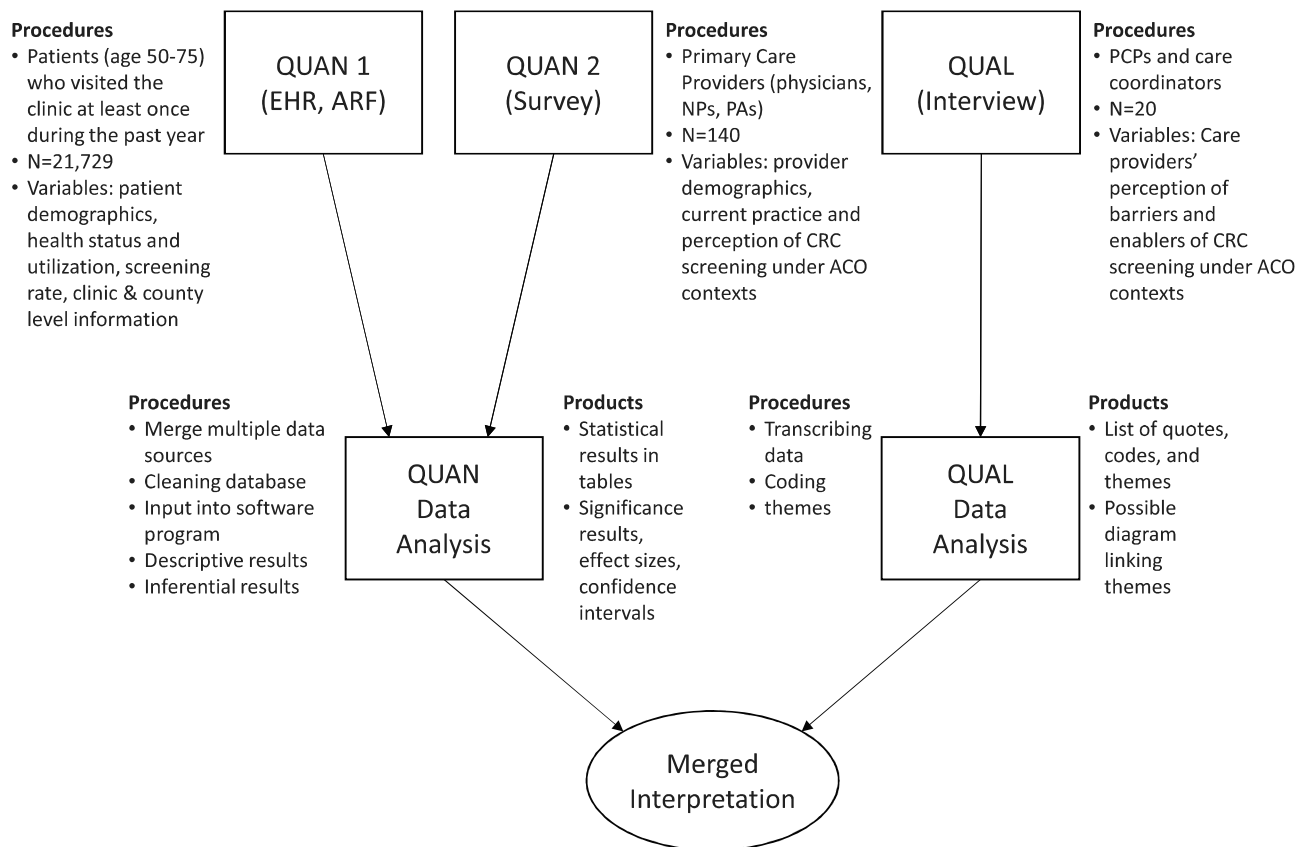 Procedures
• Patients (age 50-75)
who visited the
clinic at least once
during the past year
• N=21,729
• Variables: patient
demographics,
health status and
utilization, screening
rate, clinic & county
level information
QUAN 1
(EHR, ARF)
QUAN 2
(Survey)
Procedures
• Primary Care
Providers (physicians,
NPs, PAs)
• N=140
• Variables: provider
demographics,
current practice and
perception of CRC
screening under ACO
contexts
QUAL
(Interview)
Procedures
• PCPs and care
coordinators
• N=20
• Variables: Care
providers’
perception of
barriers and
enablers of CRC
screening under ACO
contexts
Procedures
• Merge multiple data
sources
• Cleaning database
• Input into software
program
• Descriptive results
• Inferential results
QUAN
Data
Analysis
Products
• Statistical
results in
tables
• Significance
results,
effect sizes,
confidence
intervals
Procedures
• Transcribing
data
• Coding
• themes
QUAL
Data
Analysis
Products
• List of quotes,
codes, and
themes
• Possible
diagram
linking
themes
Merged
Interpretation